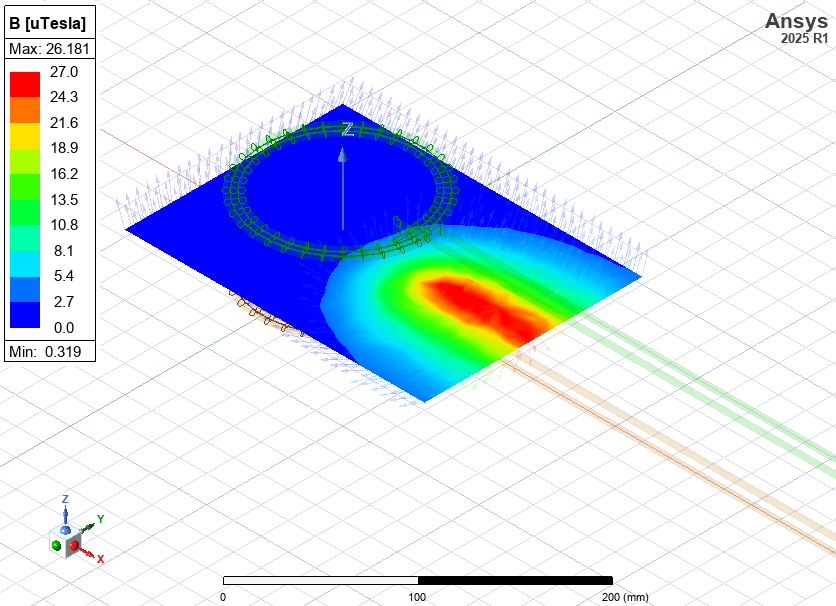 B [uTesla]
Max: 26.181
27.0
24.3
21.6
18.9
16.2
13.5
10.8
8.1
5.4
2.7
0.0
Min: 0.319
Ansys
2025 R1
Z
Z
Y
X
0 100 200 (mm)